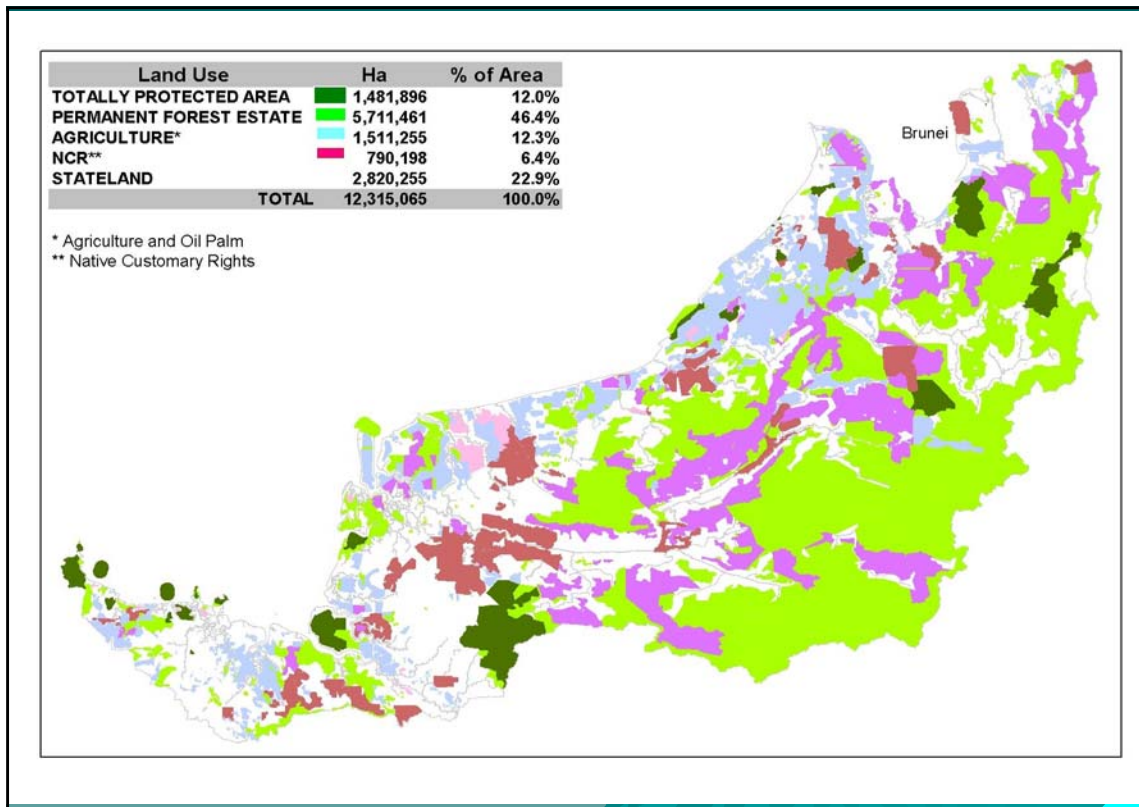 Land Use Ha % of Area
TOTALLY PROTECTED AREA 1,481,896 12.0%
PERMANENT FOREST ESTATE 5,711,461 46.4%
AGRICULTURE* 1,511,255 12.3%
NCR** 790,198 6.4%
STATELAND 2,820,255 22.9%
TOTAL 12,315,065 100.0%
* Agriculture and Oil Palm
** Native Customary Rights
Brunei